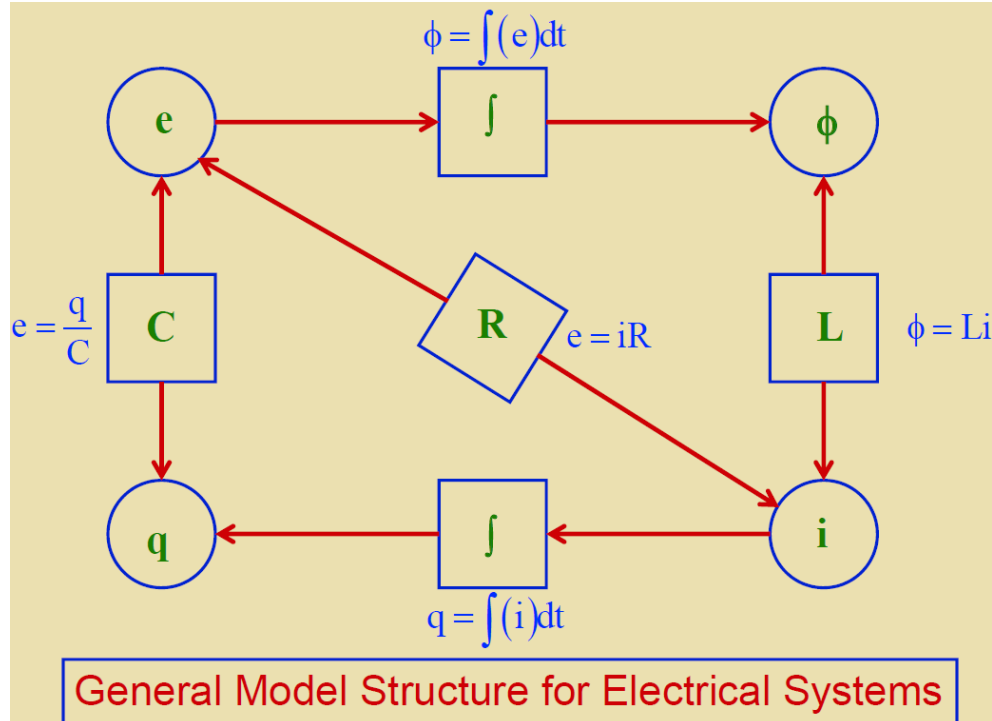 ϕ = ∫(e)dt
e
∫
ϕ
e = q/C
C
R
e = iR
L
ϕ = Li
q
∫
i
q = ∫(i)dt
General Model Structure for Electrical Systems